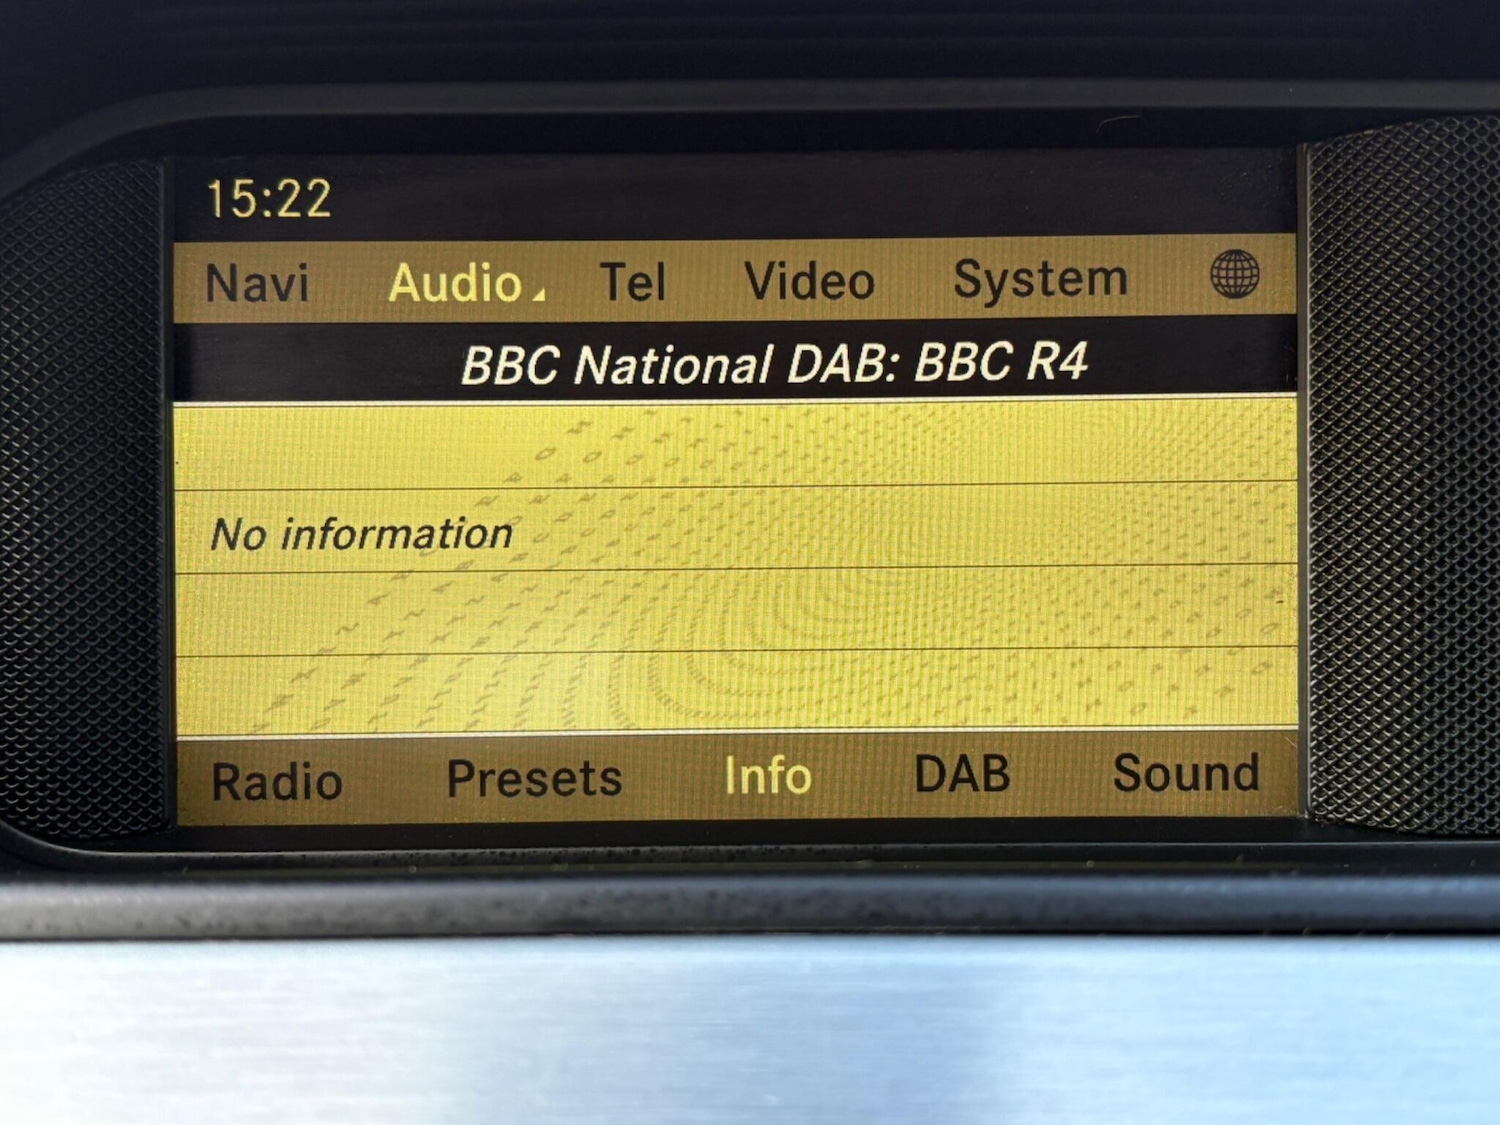 15:22
Navi Audio Tel Video System
BBC National DAB: BBC R4
No information
Radio Presets Info DAB Sound